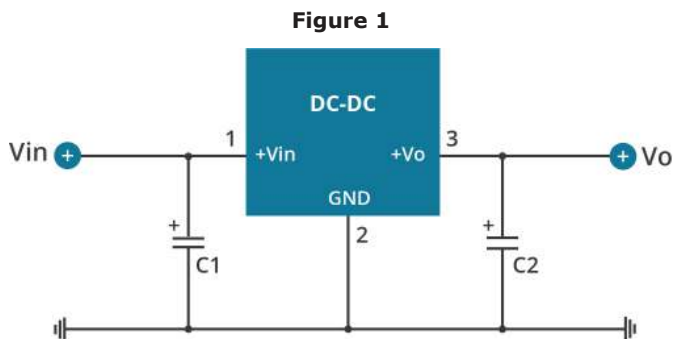 Figure 1
DC-DC
1
3
Vin +
+Vin
+Vo
+ Vo
GND
2
+
C1
+
C2